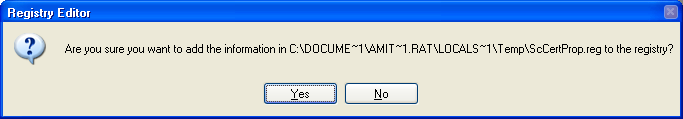 Registry Editor
Are you sure you want to add the information in C:\DOCUME~1\AMIT~1.RAT\LOCALS~1\Temp\ScCertProp.reg to the registry?
Yes No